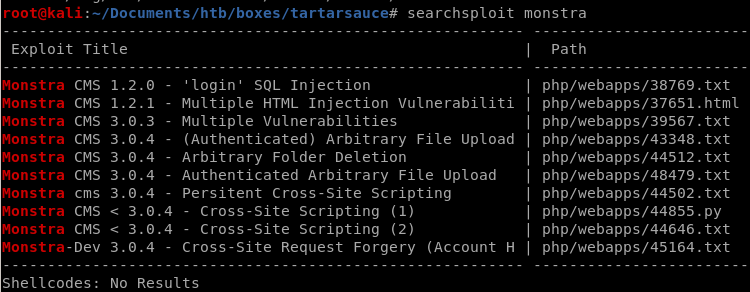 root@kali:~/Documents/htb/boxes/tartarsauce# searchsploit monstra
---------------------------------------------------------- ------------------------
Exploit Title | Path
---------------------------------------------------------- ------------------------
Monstra CMS 1.2.0 - 'login' SQL Injection | php/webapps/38769.txt
Monstra CMS 1.2.1 - Multiple HTML Injection Vulnerabiliti | php/webapps/37651.html
Monstra CMS 3.0.3 - Multiple Vulnerabilities | php/webapps/39567.txt
Monstra CMS 3.0.4 - (Authenticated) Arbitrary File Upload | php/webapps/43348.txt
Monstra CMS 3.0.4 - Arbitrary Folder Deletion | php/webapps/44512.txt
Monstra CMS 3.0.4 - Authenticated Arbitrary File Upload | php/webapps/48479.txt
Monstra cms 3.0.4 - Persitent Cross-Site Scripting | php/webapps/44502.txt
Monstra CMS < 3.0.4 - Cross-Site Scripting (1) | php/webapps/44855.py
Monstra CMS < 3.0.4 - Cross-Site Scripting (2) | php/webapps/44646.txt
Monstra-Dev 3.0.4 - Cross-Site Request Forgery (Account H | php/webapps/45164.txt
---------------------------------------------------------- ------------------------
Shellcodes: No Results